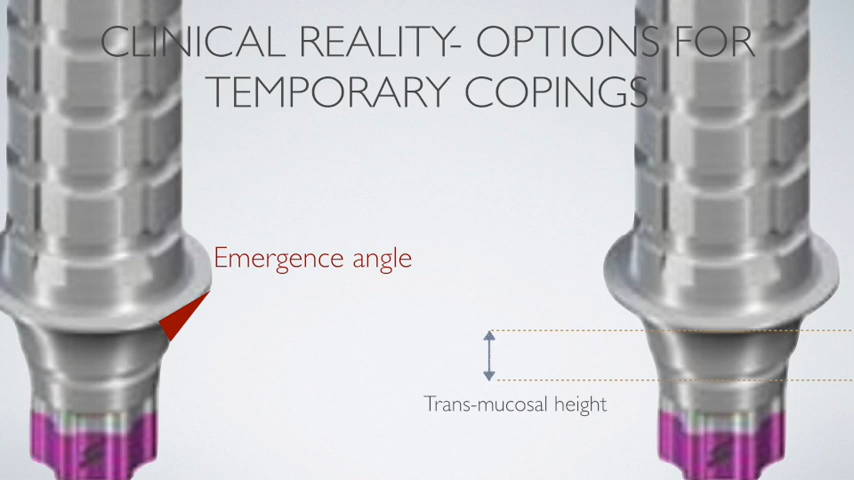 CLINICAL REALITY- OPTIONS FOR
TEMPORARY COPINGS
Emergence angle
Trans-mucosal height